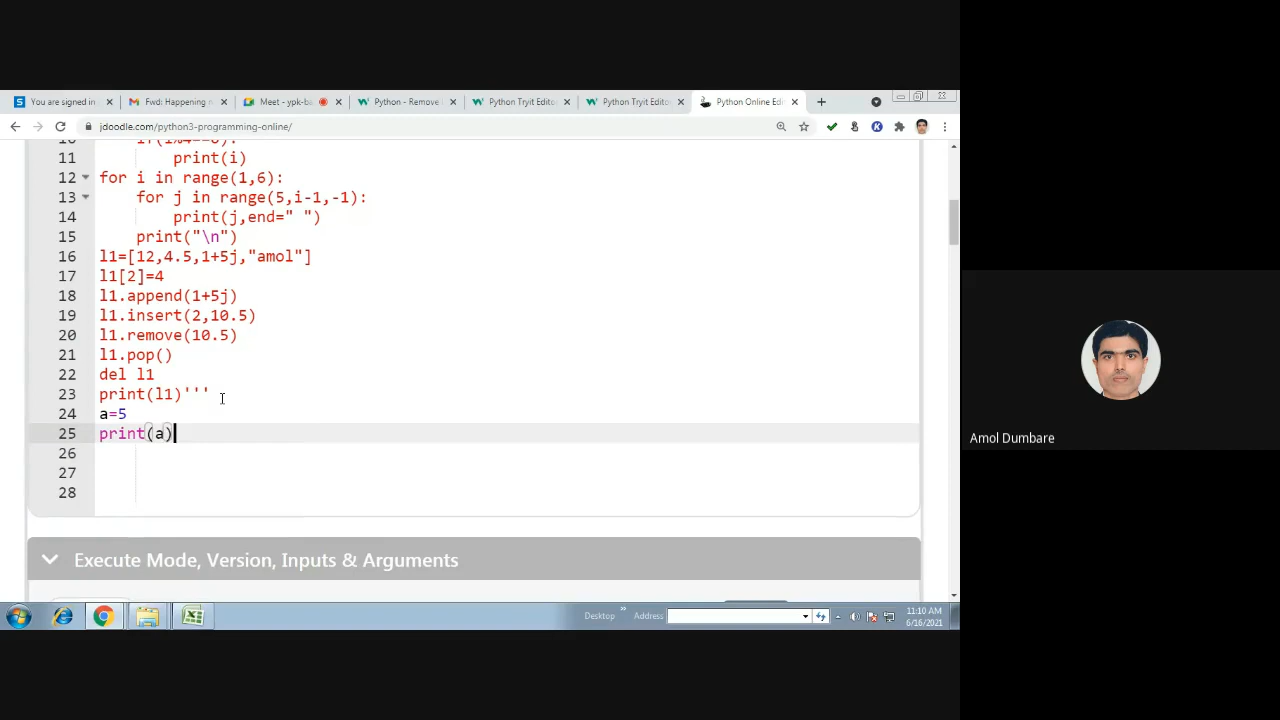 You are signed in
Fwd: Happening n
Meet - ypk-ba
Python - Remove
Python Tryit Edito
Python Tryit Edito
Python Online Edi
jdoodle.com/python3-programming-online/
11 print(i)
12 for i in range(1,6):
13 for j in range(5,i-1,-1):
14 print(j,end=" ")
15 print("\n")
16 l1=[12,4.5,1+5j,"amol"]
17 l1[2]=4
18 l1.append(1+5j)
19 l1.insert(2,10.5)
20 l1.remove(10.5)
21 l1.pop()
22 del l1
23 print(l1)'''
24 a=5
25 print(a)
26
27
28
Execute Mode, Version, Inputs & Arguments
Desktop
Address
11:10 AM
6/16/2021
Amol Dumbare